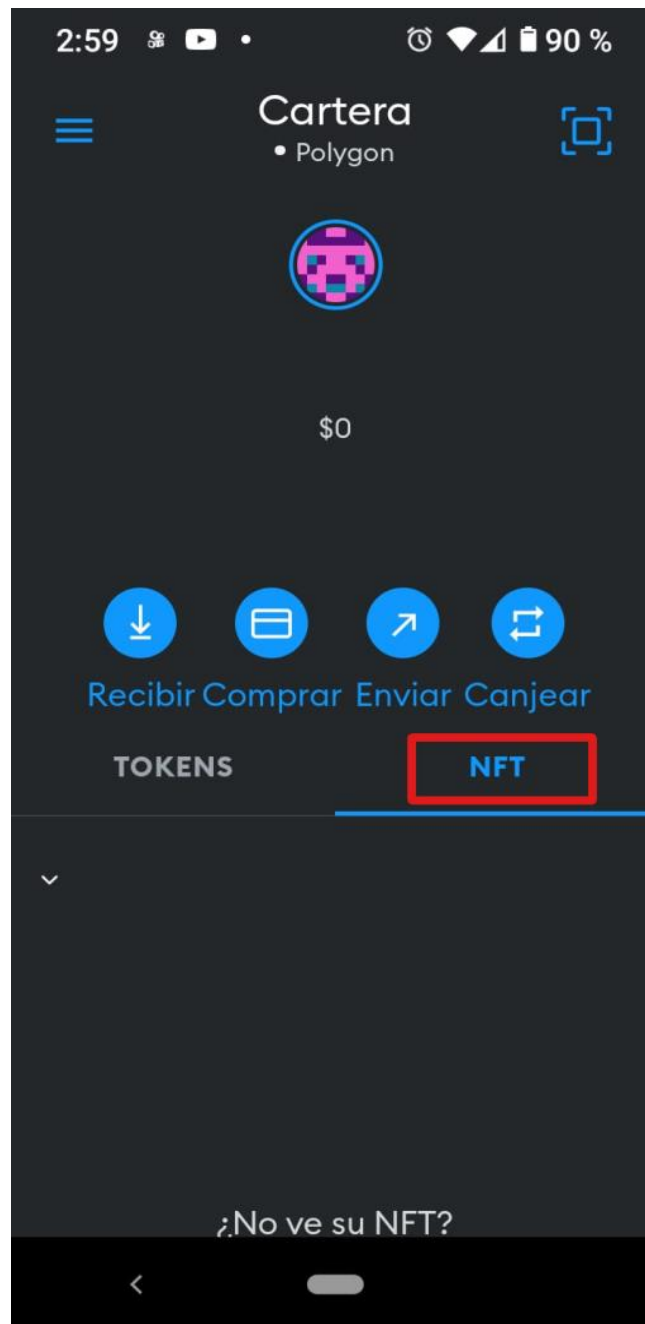 2:59 90 %
Cartera
• Polygon
$0
Recibir Comprar Enviar Canjear
TOKENS NFT
¿No ve su NFT?